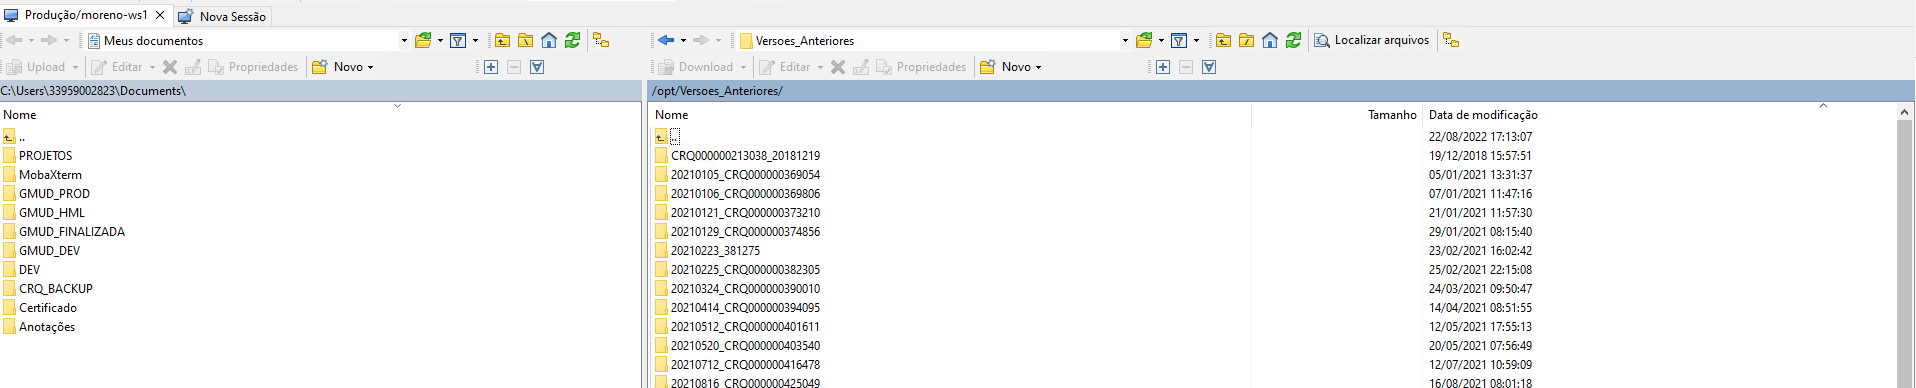 Produção/moreno-ws1 Nova Sessão
Meus documentos Versoes_Anteriores Localizar arquivos
Upload Editar Propriedades Novo Download Editar Propriedades Novo
C:\Users\33959002823\Documents\ /opt/Versoes_Anteriores/
Nome Nome Tamanho Data de modificação
.. .. 22/08/2022 17:13:07
PROJETOS CRQ000000213038_20181219 19/12/2018 15:57:51
MobaXterm 20210105_CRQ000000369054 05/01/2021 13:31:37
GMUD_PROD 20210106_CRQ000000369806 07/01/2021 11:47:16
GMUD_HML 20210121_CRQ000000373210 21/01/2021 11:57:30
GMUD_FINALIZADA 20210129_CRQ000000374856 29/01/2021 08:15:40
GMUD_DEV 20210223_381275 23/02/2021 16:02:42
DEV 20210225_CRQ000000382305 25/02/2021 22:15:08
CRQ_BACKUP 20210324_CRQ000000390010 24/03/2021 09:50:47
Certificado 20210414_CRQ000000394095 14/04/2021 08:51:55
Anotações 20210512_CRQ000000401611 12/05/2021 17:55:13
20210520_CRQ000000403540 20/05/2021 07:56:49
20210712_CRQ000000416478 12/07/2021 10:59:09
20210816_CRQ000000425049 16/08/2021 08:01:18